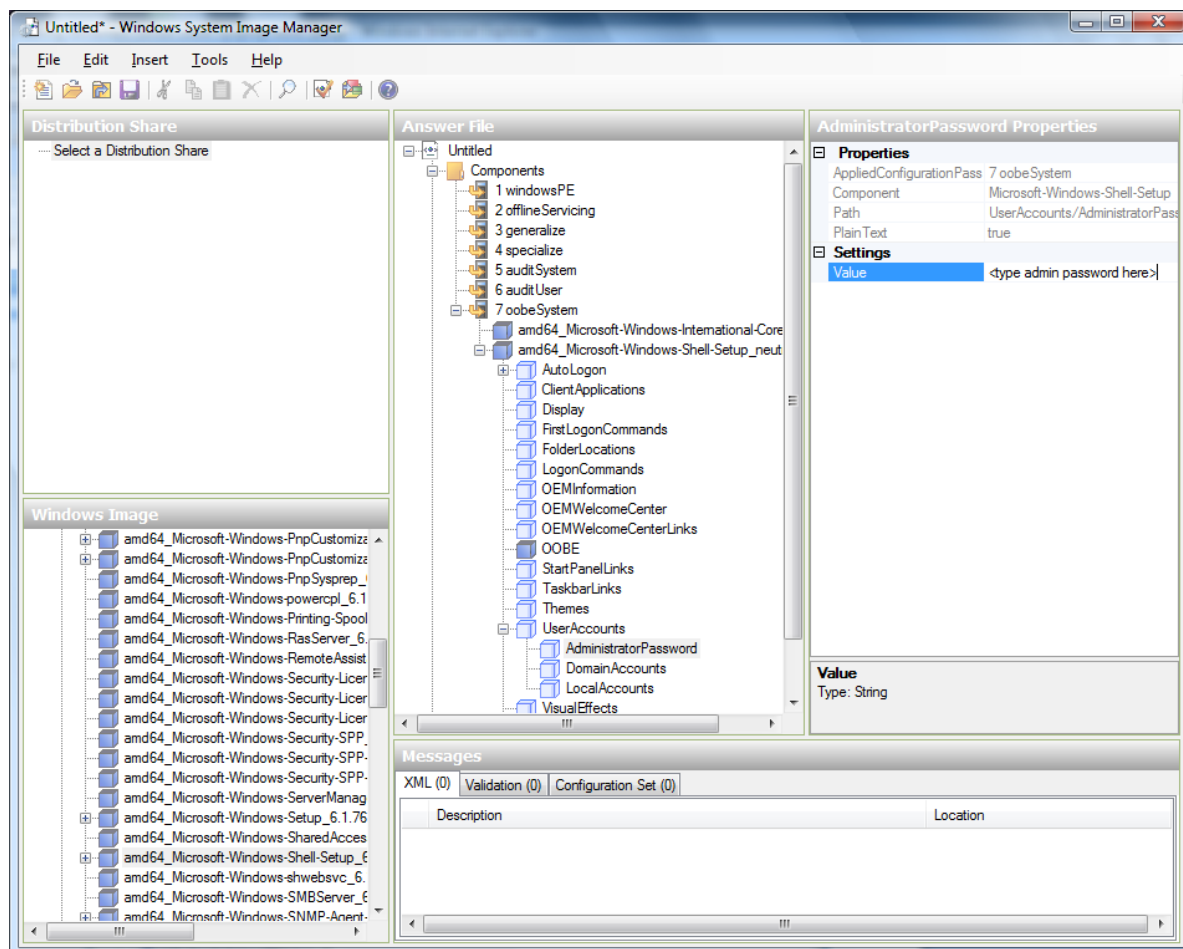 Untitled* - Windows System Image Manager
File Edit Insert Tools Help
Distribution Share
Select a Distribution Share
Windows Image
amd64_Microsoft-Windows-PnpCustomiza
amd64_Microsoft-Windows-PnpCustomiza
amd64_Microsoft-Windows-PnpSysprep_
amd64_Microsoft-Windows-powercpl_6.1
amd64_Microsoft-Windows-Printing-Spool
amd64_Microsoft-Windows-RasServer_6.
amd64_Microsoft-Windows-RemoteAssist
amd64_Microsoft-Windows-Security-Licer
amd64_Microsoft-Windows-Security-Licer
amd64_Microsoft-Windows-Security-Licer
amd64_Microsoft-Windows-Security-SPP_
amd64_Microsoft-Windows-Security-SPP-
amd64_Microsoft-Windows-Security-SPP-
amd64_Microsoft-Windows-ServerManag
amd64_Microsoft-Windows-Setup_6.1.76
amd64_Microsoft-Windows-SharedAcces
amd64_Microsoft-Windows-Shell-Setup_6
amd64_Microsoft-Windows-shwebsvc_6.
amd64_Microsoft-Windows-SMBServer_6
amd64_Microsoft-Windows-SNMP-Agent-
Answer File
Untitled
Components
1 windowsPE
2 offlineServicing
3 generalize
4 specialize
5 auditSystem
6 auditUser
7 oobeSystem
amd64_Microsoft-Windows-International-Core
amd64_Microsoft-Windows-Shell-Setup_neut
AutoLogon
ClientApplications
Display
FirstLogonCommands
FolderLocations
LogonCommands
OEMInformation
OEMWelcomeCenter
OEMWelcomeCenterLinks
OOBE
StartPanelLinks
TaskbarLinks
Themes
UserAccounts
AdministratorPassword
DomainAccounts
LocalAccounts
VisualEffects
AdministratorPassword Properties
Properties
AppliedConfigurationPass 7 oobeSystem
Component Microsoft-Windows-Shell-Setup
Path UserAccounts/AdministratorPass
PlainText true
Settings
Value <type admin password here>
Value
Type: String
Messages
XML (0) Validation (0) Configuration Set (0)
Description Location